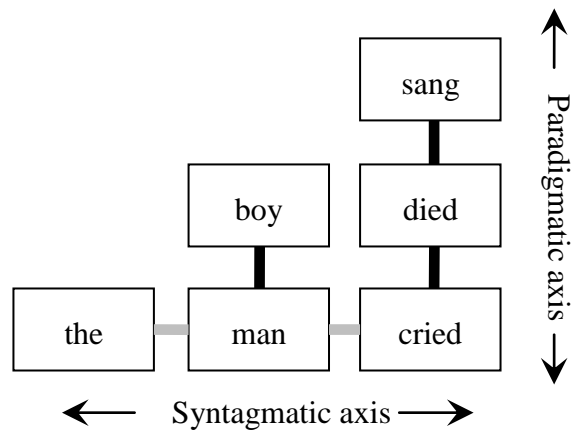 sang
boy died
the man cried
Syntagmatic axis
Paradigmatic axis